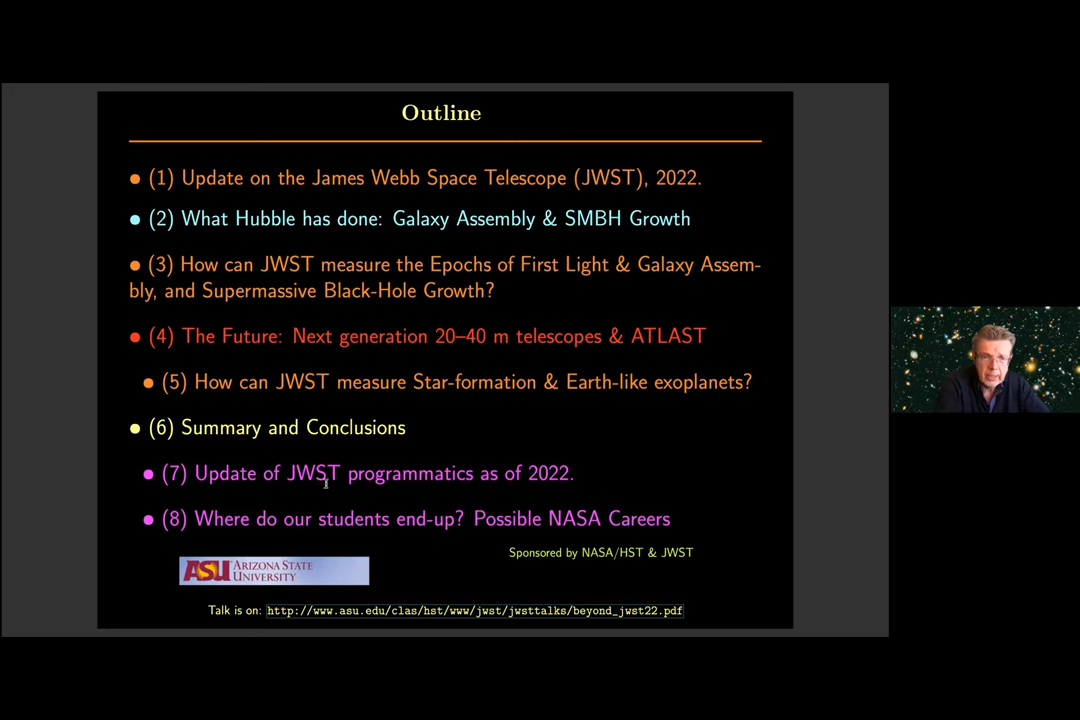 Outline
• (1) Update on the James Webb Space Telescope (JWST), 2022.
• (2) What Hubble has done: Galaxy Assembly & SMBH Growth
• (3) How can JWST measure the Epochs of First Light & Galaxy Assem-
bly, and Supermassive Black-Hole Growth?
• (4) The Future: Next generation 20–40 m telescopes & ATLAST
• (5) How can JWST measure Star-formation & Earth-like exoplanets?
• (6) Summary and Conclusions
• (7) Update of JWST programmatics as of 2022.
• (8) Where do our students end-up? Possible NASA Careers
Sponsored by NASA/HST & JWST
ASU ARIZONA STATE
UNIVERSITY
Talk is on: http://www.asu.edu/clas/hst/www/jwst/jwsttalks/beyond_jwst22.pdf